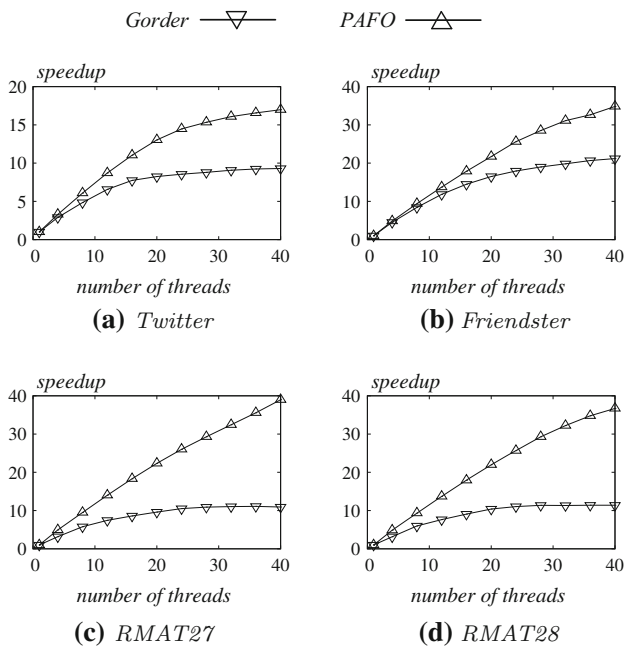 Gorder PAFO
speedup
20
15
10
5
0
0 10 20 30 40
number of threads
(a) Twitter
speedup
40
30
20
10
0
0 10 20 30 40
number of threads
(b) Friendster
speedup
40
30
20
10
0
0 10 20 30 40
number of threads
(c) RMAT27
speedup
40
30
20
10
0
0 10 20 30 40
number of threads
(d) RMAT28